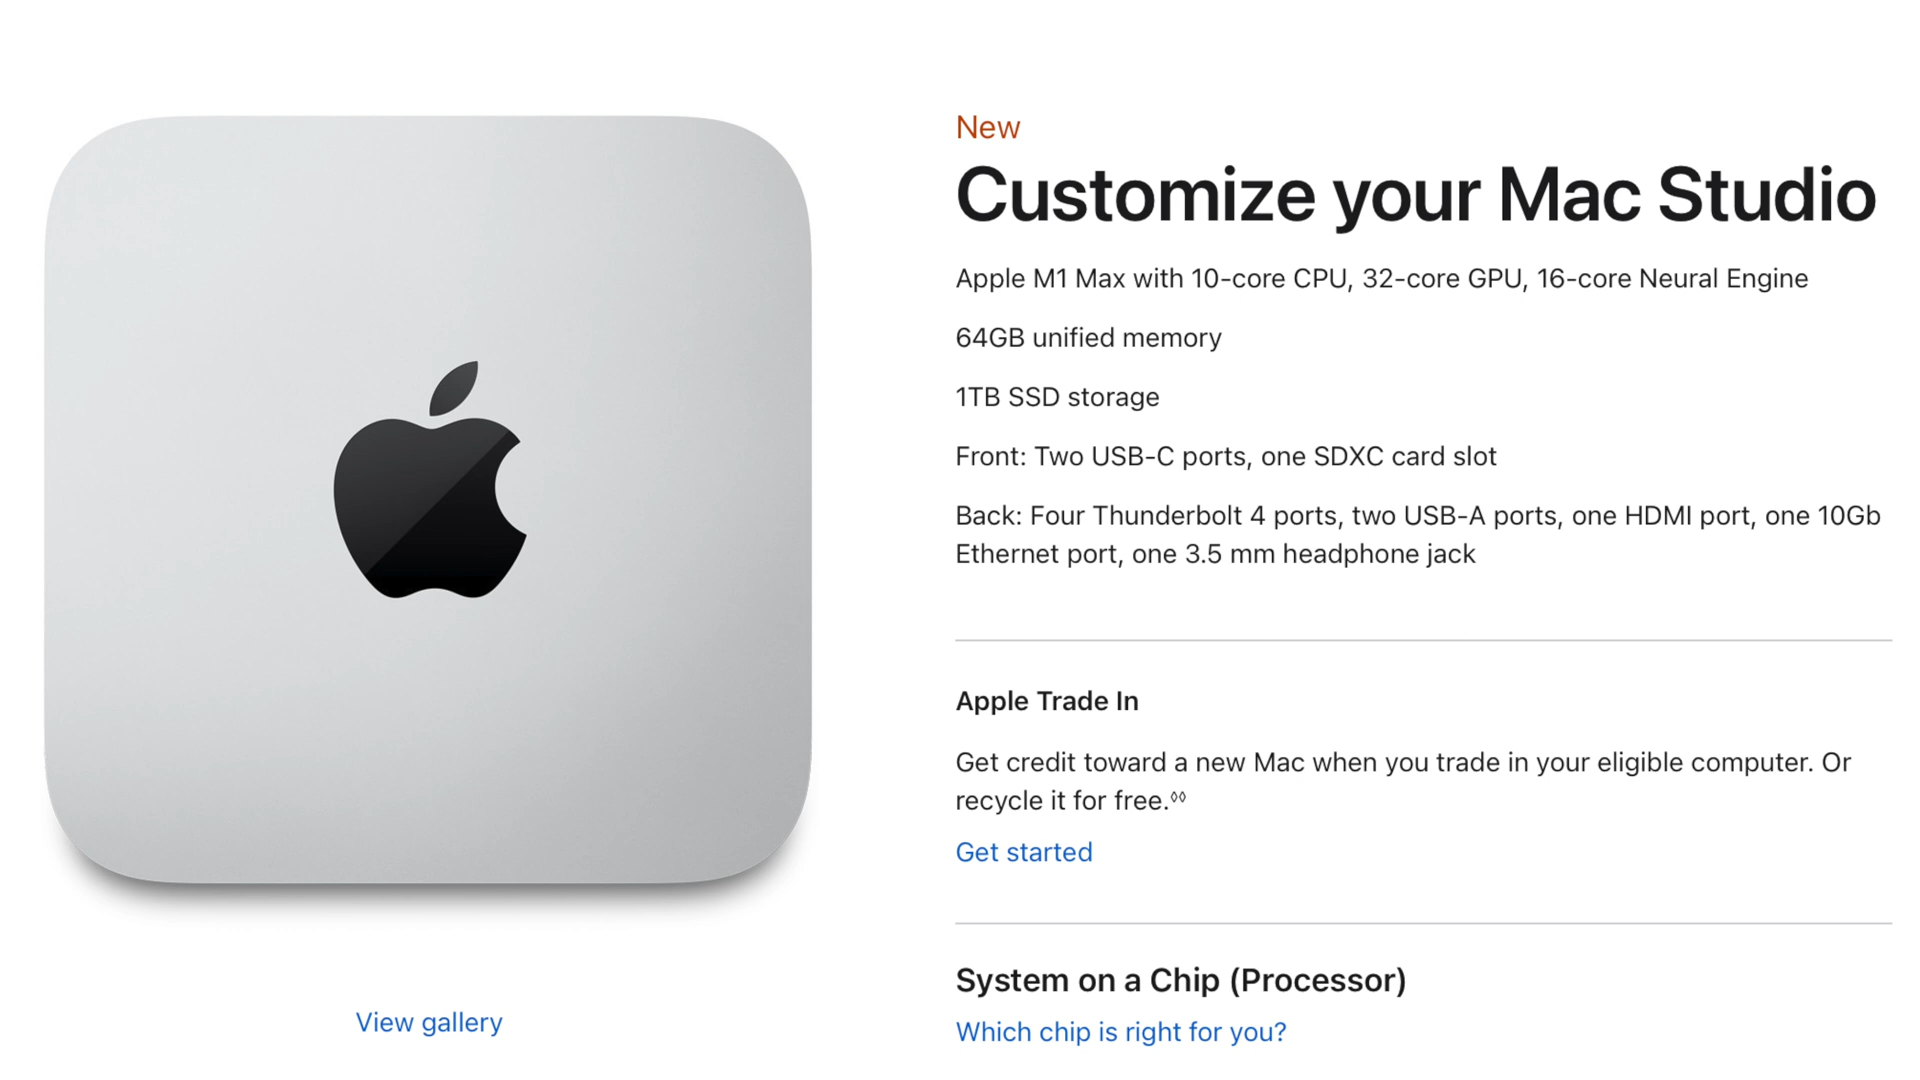 New
Customize your Mac Studio
Apple M1 Max with 10-core CPU, 32-core GPU, 16-core Neural Engine
64GB unified memory
1TB SSD storage
Front: Two USB-C ports, one SDXC card slot
Back: Four Thunderbolt 4 ports, two USB-A ports, one HDMI port, one 10Gb
Ethernet port, one 3.5 mm headphone jack
Apple Trade In
Get credit toward a new Mac when you trade in your eligible computer. Or
recycle it for free.◊◊
Get started
System on a Chip (Processor)
Which chip is right for you?
View gallery